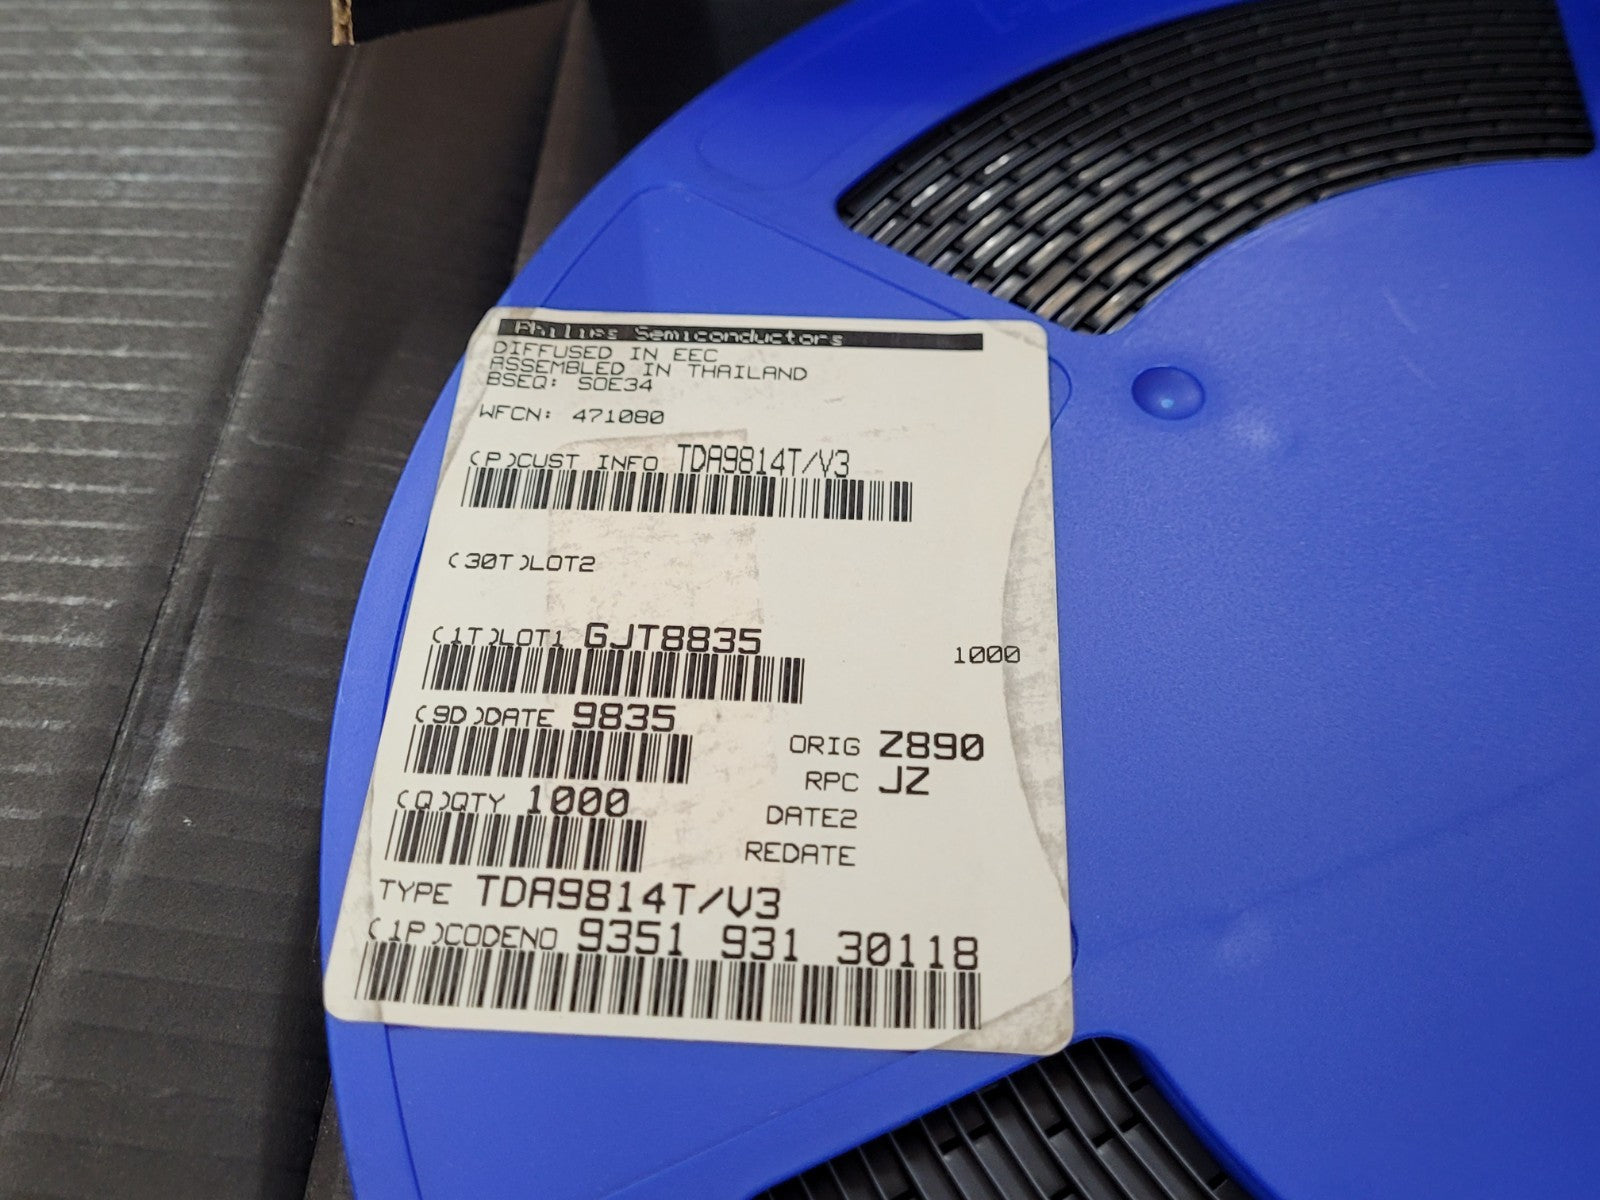 Philips Semiconductors
DIFFUSED IN EEC
ASSEMBLED IN THAILAND
BSEQ: SOE34
WFCN: 471080
(P)CUST INFO TDA9814T/V3
(30T)LOT2
(1T)LOT1 GJT8835
1000
(9D)DATE 9835
ORIG Z890
RPC JZ
(Q)QTY 1000
DATE2
REDATE
TYPE TDA9814T/V3
(1P)CODENO 9351 931 30118